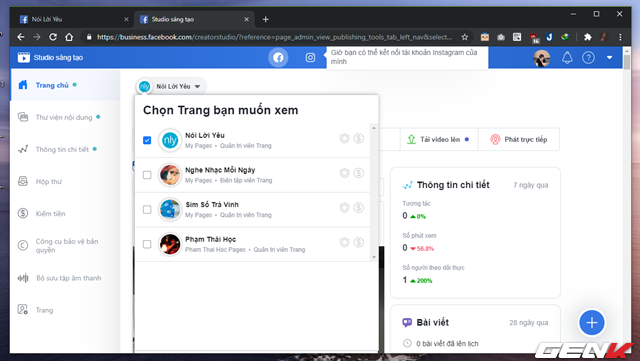 Nói Lời Yêu
Studio sáng tạo
https://business.facebook.com/creatorstudio/?reference=page_admin_view_publishing_tools_tab_left_nav&select...
Studio sáng tạo
Giờ bạn có thể kết nối tài khoản Instagram của
mình
Trang chủ
Thư viện nội dung
Thông tin chi tiết
Hộp thư
Kiếm tiền
Công cụ bảo vệ bản
quyền
Bộ sưu tập âm thanh
Trang
nly
Nói Lời Yêu
Chọn Trang bạn muốn xem
nly
Nói Lời Yêu
My Pages • Quản trị viên Trang
Nghe Nhạc Mỗi Ngày
My Pages • Biên tập viên Trang
Sim Số Trà Vinh
My Pages • Quản trị viên Trang
Phạm Thái Học
Pham Thai Hoc Pages • Quản trị viên Trang
Tải video lên
Phát trực tiếp
Thông tin chi tiết
7 ngày qua
Tương tác
0 0%
Số phút xem
0 56.8%
Số người theo dõi thực
1 200%
Bài viết
28 ngày qua
0 bài viết đã lên lịch
GENK